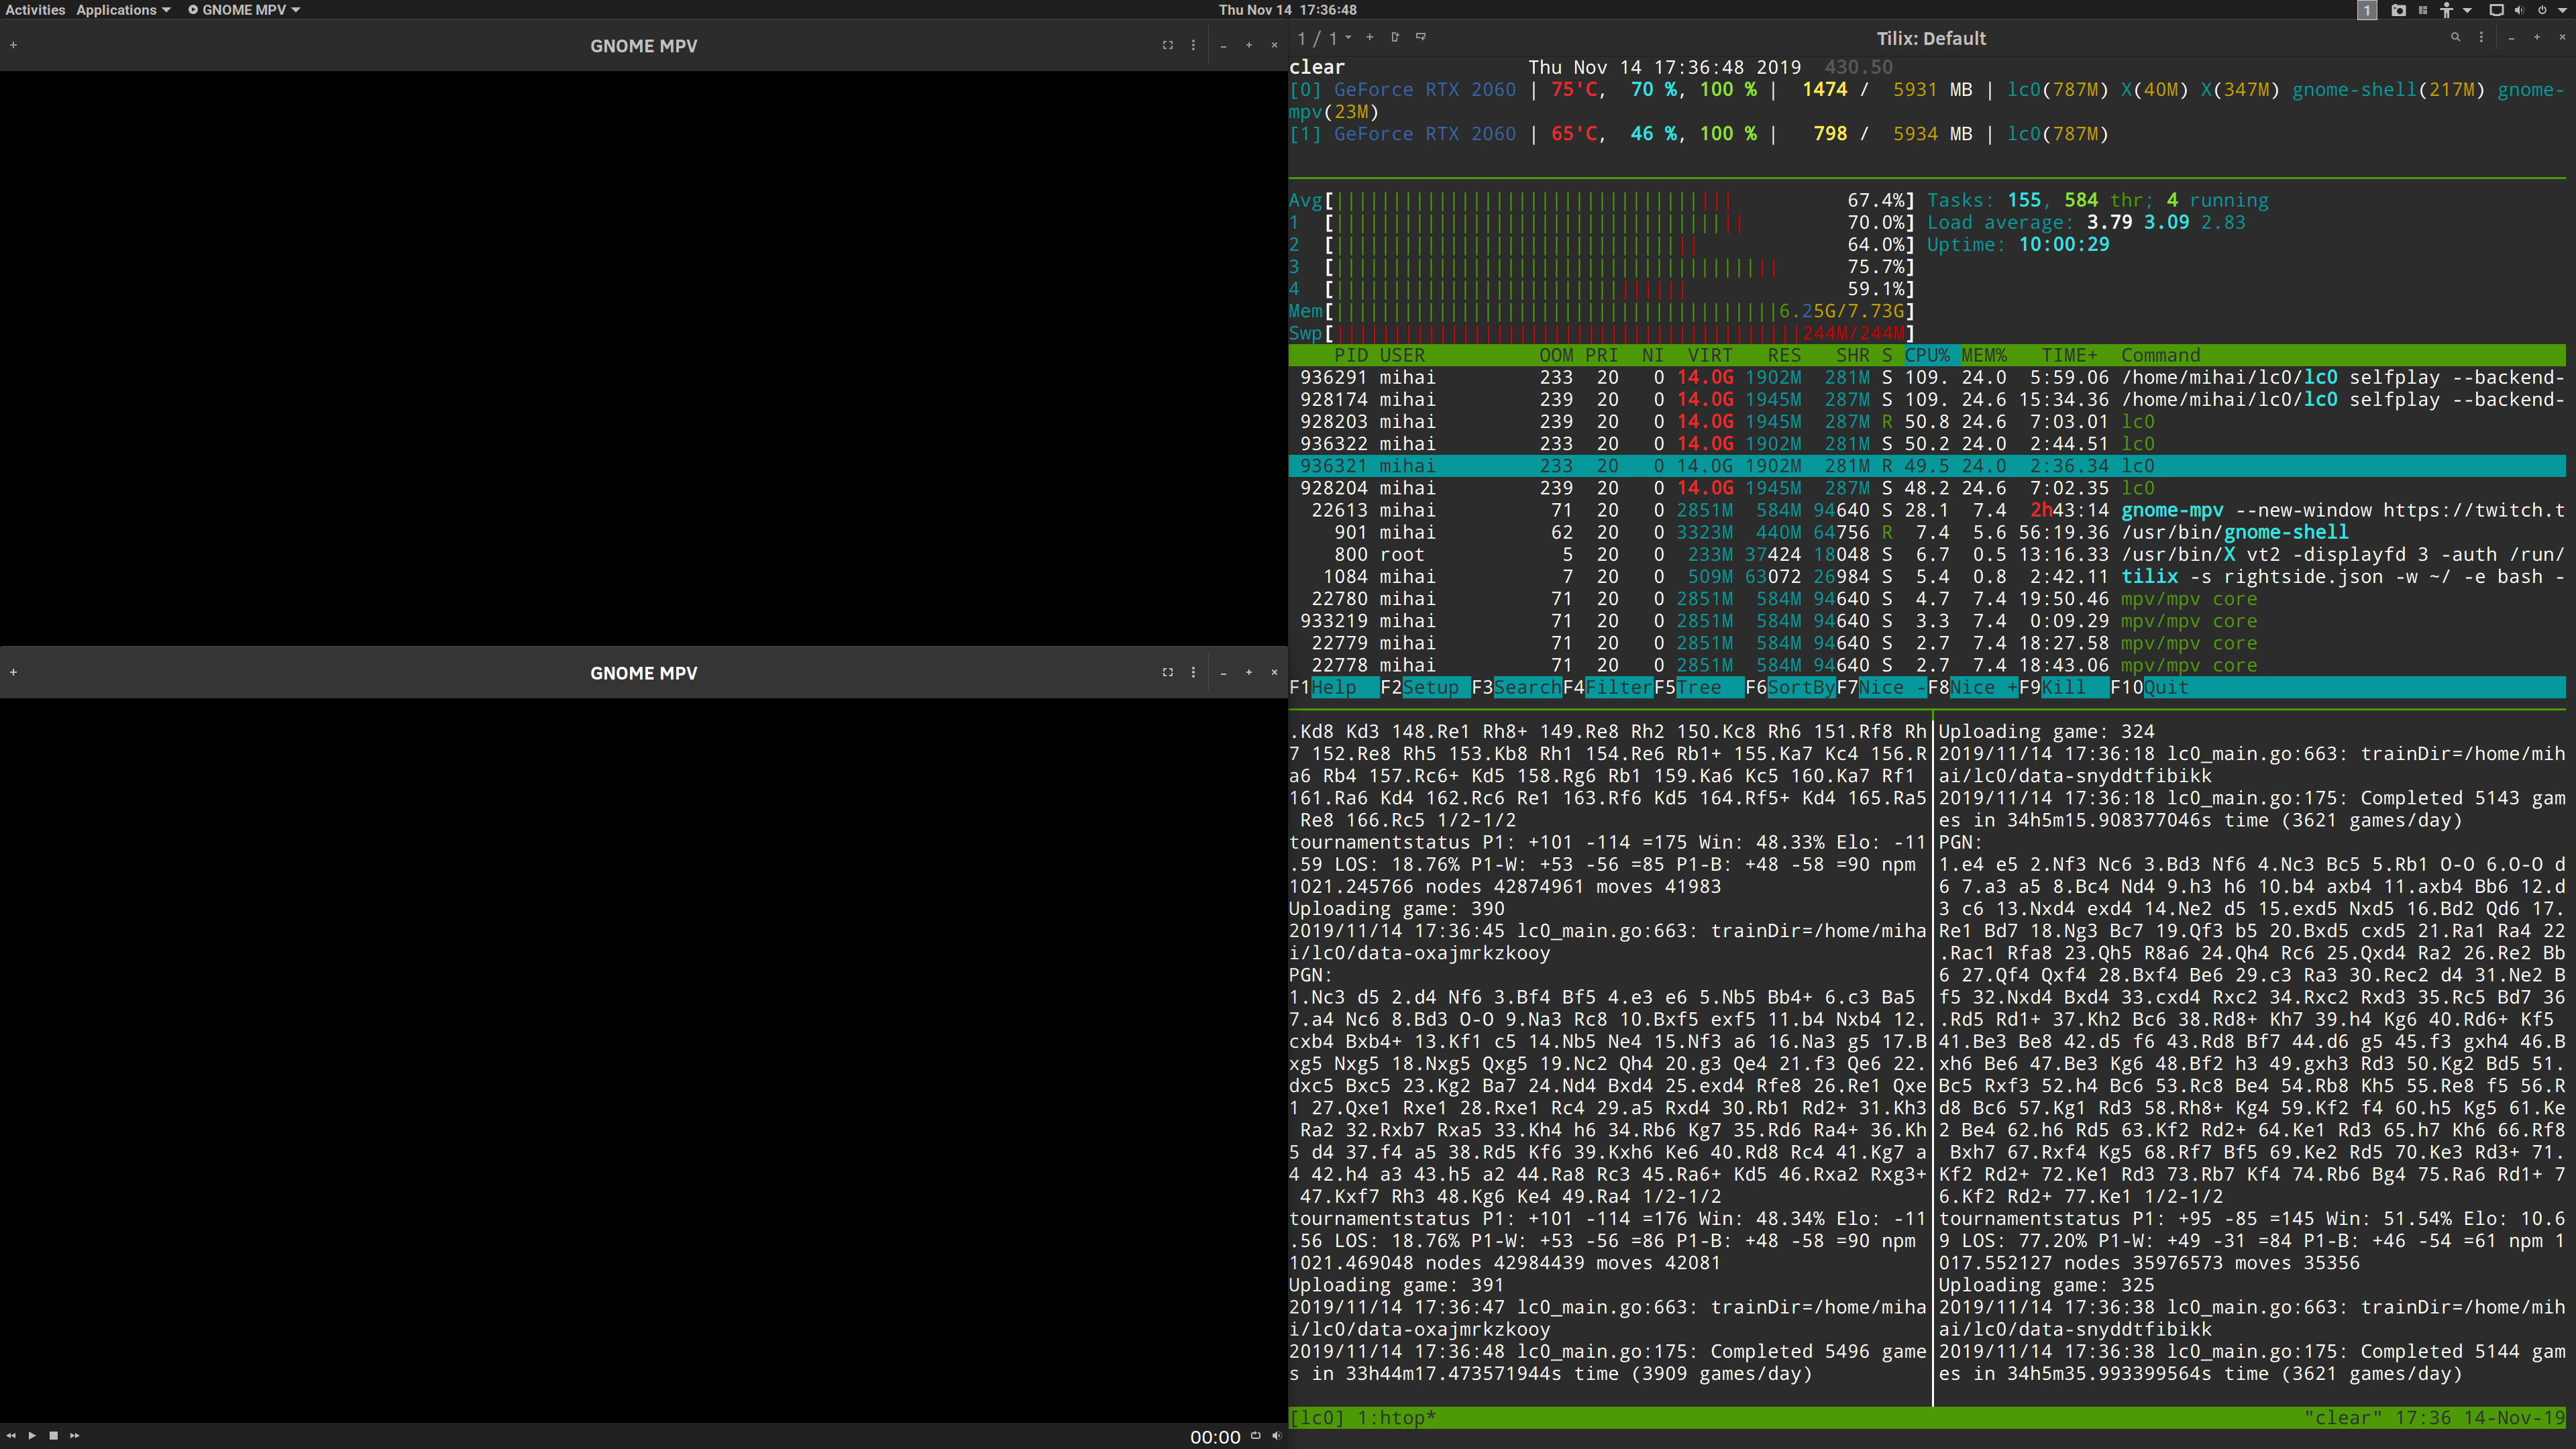 Activities Applications GNOME MPV Thu Nov 14 17:36:48 1
GNOME MPV
GNOME MPV
00:00
1 / 1 Tilix: Default
clear Thu Nov 14 17:36:48 2019 430.50
[0] GeForce RTX 2060 | 75'C, 70 %, 100 % | 1474 / 5931 MB | lc0(787M) X(40M) X(347M) gnome-shell(217M) gnome-
mpv(23M)
[1] GeForce RTX 2060 | 65'C, 46 %, 100 % | 798 / 5934 MB | lc0(787M)
Avg[ 67.4%] Tasks: 155, 584 thr; 4 running
1 [ 70.0%] Load average: 3.79 3.09 2.83
2 [ 64.0%] Uptime: 10:00:29
3 [ 75.7%]
4 [ 59.1%]
Mem[ 6.25G/7.73G]
Swp[ 244M/244M]
PID USER OOM PRI NI VIRT RES SHR S CPU% MEM% TIME+ Command
936291 mihai 233 20 0 14.0G 1902M 281M S 109. 24.0 5:59.06 /home/mihai/lc0/lc0 selfplay --backend-
928174 mihai 239 20 0 14.0G 1945M 287M S 109. 24.6 15:34.36 /home/mihai/lc0/lc0 selfplay --backend-
928203 mihai 239 20 0 14.0G 1945M 287M R 50.8 24.6 7:03.01 lc0
936322 mihai 233 20 0 14.0G 1902M 281M S 50.2 24.0 2:44.51 lc0
936321 mihai 233 20 0 14.0G 1902M 281M R 49.5 24.0 2:36.34 lc0
928204 mihai 239 20 0 14.0G 1945M 287M S 48.2 24.6 7:02.35 lc0
22613 mihai 71 20 0 2851M 584M 94640 S 28.1 7.4 2h43:14 gnome-mpv --new-window https://twitch.t
901 mihai 62 20 0 3323M 440M 64756 R 7.4 5.6 56:19.36 /usr/bin/gnome-shell
800 root 5 20 0 233M 37424 18048 S 6.7 0.5 13:16.33 /usr/bin/X vt2 -displayfd 3 -auth /run/
1084 mihai 7 20 0 509M 63072 26984 S 5.4 0.8 2:42.11 tilix -s rightside.json -w ~/ -e bash -
22780 mihai 71 20 0 2851M 584M 94640 S 4.7 7.4 19:50.46 mpv/mpv core
933219 mihai 71 20 0 2851M 584M 94640 S 3.3 7.4 0:09.29 mpv/mpv core
22779 mihai 71 20 0 2851M 584M 94640 S 2.7 7.4 18:27.58 mpv/mpv core
22778 mihai 71 20 0 2851M 584M 94640 S 2.7 7.4 18:43.06 mpv/mpv core
F1Help F2Setup F3SearchF4FilterF5Tree F6SortByF7Nice -F8Nice +F9Kill F10Quit
.Kd8 Kd3 148.Re1 Rh8+ 149.Re8 Rh2 150.Kc8 Rh6 151.Rf8 Rh
7 152.Re8 Rh5 153.Kb8 Rh1 154.Re6 Rb1+ 155.Ka7 Kc4 156.R
a6 Rb4 157.Rc6+ Kd5 158.Rg6 Rb1 159.Ka6 Kc5 160.Ka7 Rf1
161.Ra6 Kd4 162.Rc6 Re1 163.Rf6 Kd5 164.Rf5+ Kd4 165.Ra5
Re8 166.Rc5 1/2-1/2
tournamentstatus P1: +101 -114 =175 Win: 48.33% Elo: -11
.59 LOS: 18.76% P1-W: +53 -56 =85 P1-B: +48 -58 =90 npm
1021.245766 nodes 42874961 moves 41983
Uploading game: 390
2019/11/14 17:36:45 lc0_main.go:663: trainDir=/home/miha
i/lc0/data-oxajmrkzkooy
PGN:
1.Nc3 d5 2.d4 Nf6 3.Bf4 Bf5 4.e3 e6 5.Nb5 Bb4+ 6.c3 Ba5
7.a4 Nc6 8.Bd3 O-O 9.Na3 Rc8 10.Bxf5 exf5 11.b4 Nxb4 12.
cxb4 Bxb4+ 13.Kf1 c5 14.Nb5 Ne4 15.Nf3 a6 16.Na3 g5 17.B
xg5 Nxg5 18.Nxg5 Qxg5 19.Nc2 Qh4 20.g3 Qe4 21.f3 Qe6 22.
dxc5 Bxc5 23.Kg2 Ba7 24.Nd4 Bxd4 25.exd4 Rfe8 26.Re1 Qxe
1 27.Qxe1 Rxe1 28.Rxe1 Rc4 29.a5 Rxd4 30.Rb1 Rd2+ 31.Kh3
Ra2 32.Rxb7 Rxa5 33.Kh4 h6 34.Rb6 Kg7 35.Rd6 Ra4+ 36.Kh
5 d4 37.f4 a5 38.Rd5 Kf6 39.Kxh6 Ke6 40.Rd8 Rc4 41.Kg7 a
4 42.h4 a3 43.h5 a2 44.Ra8 Rc3 45.Ra6+ Kd5 46.Rxa2 Rxg3+
47.Kxf7 Rh3 48.Kg6 Ke4 49.Ra4 1/2-1/2
tournamentstatus P1: +101 -114 =176 Win: 48.34% Elo: -11
.56 LOS: 18.76% P1-W: +53 -56 =86 P1-B: +48 -58 =90 npm
1021.469048 nodes 42984439 moves 42081
Uploading game: 391
2019/11/14 17:36:47 lc0_main.go:663: trainDir=/home/miha
i/lc0/data-oxajmrkzkooy
2019/11/14 17:36:48 lc0_main.go:175: Completed 5496 game
s in 33h44m17.473571944s time (3909 games/day)
Uploading game: 324
2019/11/14 17:36:18 lc0_main.go:663: trainDir=/home/mih
ai/lc0/data-snyddtfibikk
2019/11/14 17:36:18 lc0_main.go:175: Completed 5143 gam
es in 34h5m15.908377046s time (3621 games/day)
PGN:
1.e4 e5 2.Nf3 Nc6 3.Bd3 Nf6 4.Nc3 Bc5 5.Rb1 O-O 6.O-O d
6 7.a3 a5 8.Bc4 Nd4 9.h3 h6 10.b4 axb4 11.axb4 Bb6 12.d
3 c6 13.Nxd4 exd4 14.Ne2 d5 15.exd5 Nxd5 16.Bd2 Qd6 17.
Re1 Bd7 18.Ng3 Bc7 19.Qf3 b5 20.Bxd5 cxd5 21.Ra1 Ra4 22
.Rac1 Rfa8 23.Qh5 R8a6 24.Qh4 Rc6 25.Qxd4 Ra2 26.Re2 Bb
6 27.Qf4 Qxf4 28.Bxf4 Be6 29.c3 Ra3 30.Rec2 d4 31.Ne2 B
f5 32.Nxd4 Bxd4 33.cxd4 Rxc2 34.Rxc2 Rxd3 35.Rc5 Bd7 36
.Rd5 Rd1+ 37.Kh2 Bc6 38.Rd8+ Kh7 39.h4 Kg6 40.Rd6+ Kf5
41.Be3 Be8 42.d5 f6 43.Rd8 Bf7 44.d6 g5 45.f3 gxh4 46.B
xh6 Be6 47.Be3 Kg6 48.Bf2 h3 49.gxh3 Rd3 50.Kg2 Bd5 51.
Bc5 Rxf3 52.h4 Bc6 53.Rc8 Be4 54.Rb8 Kh5 55.Re8 f5 56.R
d8 Bc6 57.Kg1 Rd3 58.Rh8+ Kg4 59.Kf2 f4 60.h5 Kg5 61.Ke
2 Be4 62.h6 Rd5 63.Kf2 Rd2+ 64.Ke1 Rd3 65.h7 Kh6 66.Rf8
Bxh7 67.Rxf4 Kg5 68.Rf7 Bf5 69.Ke2 Rd5 70.Ke3 Rd3+ 71.
Kf2 Rd2+ 72.Ke1 Rd3 73.Rb7 Kf4 74.Rb6 Bg4 75.Ra6 Rd1+ 7
6.Kf2 Rd2+ 77.Ke1 1/2-1/2
tournamentstatus P1: +95 -85 =145 Win: 51.54% Elo: 10.6
9 LOS: 77.20% P1-W: +49 -31 =84 P1-B: +46 -54 =61 npm 1
017.552127 nodes 35976573 moves 35356
Uploading game: 325
2019/11/14 17:36:38 lc0_main.go:663: trainDir=/home/mih
ai/lc0/data-snyddtfibikk
2019/11/14 17:36:38 lc0_main.go:175: Completed 5144 gam
es in 34h5m35.993399564s time (3621 games/day)
[lc0] 1:htop* "clear" 17:36 14-Nov-19